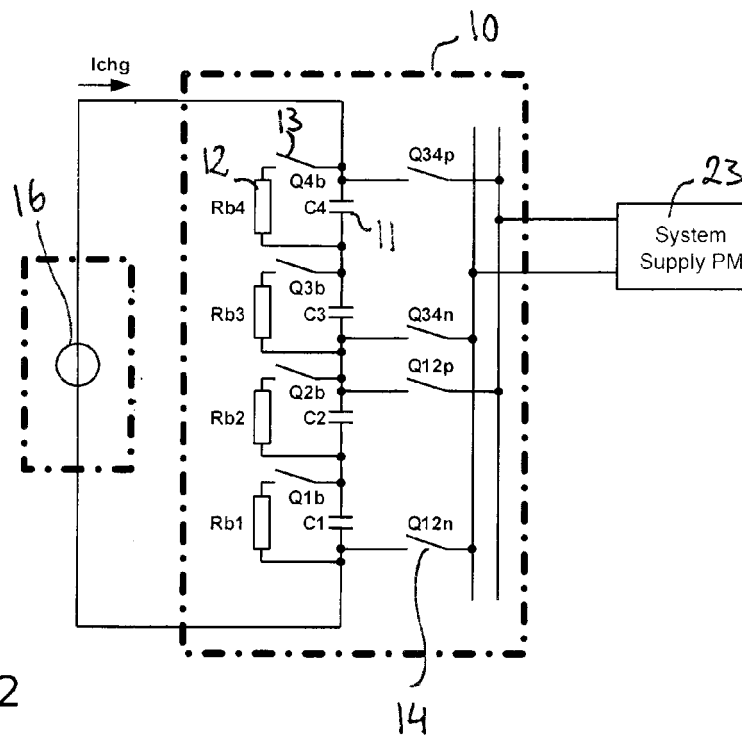 10
Ichg
13
Q34p
12
Q4b
23
Rb4
C4
11
System
Supply PM
16
Q3b
Rb3
C3
Q34n
Q12p
Q2b
Rb2
C2
Q1b
Rb1
C1
Q12n
2
14